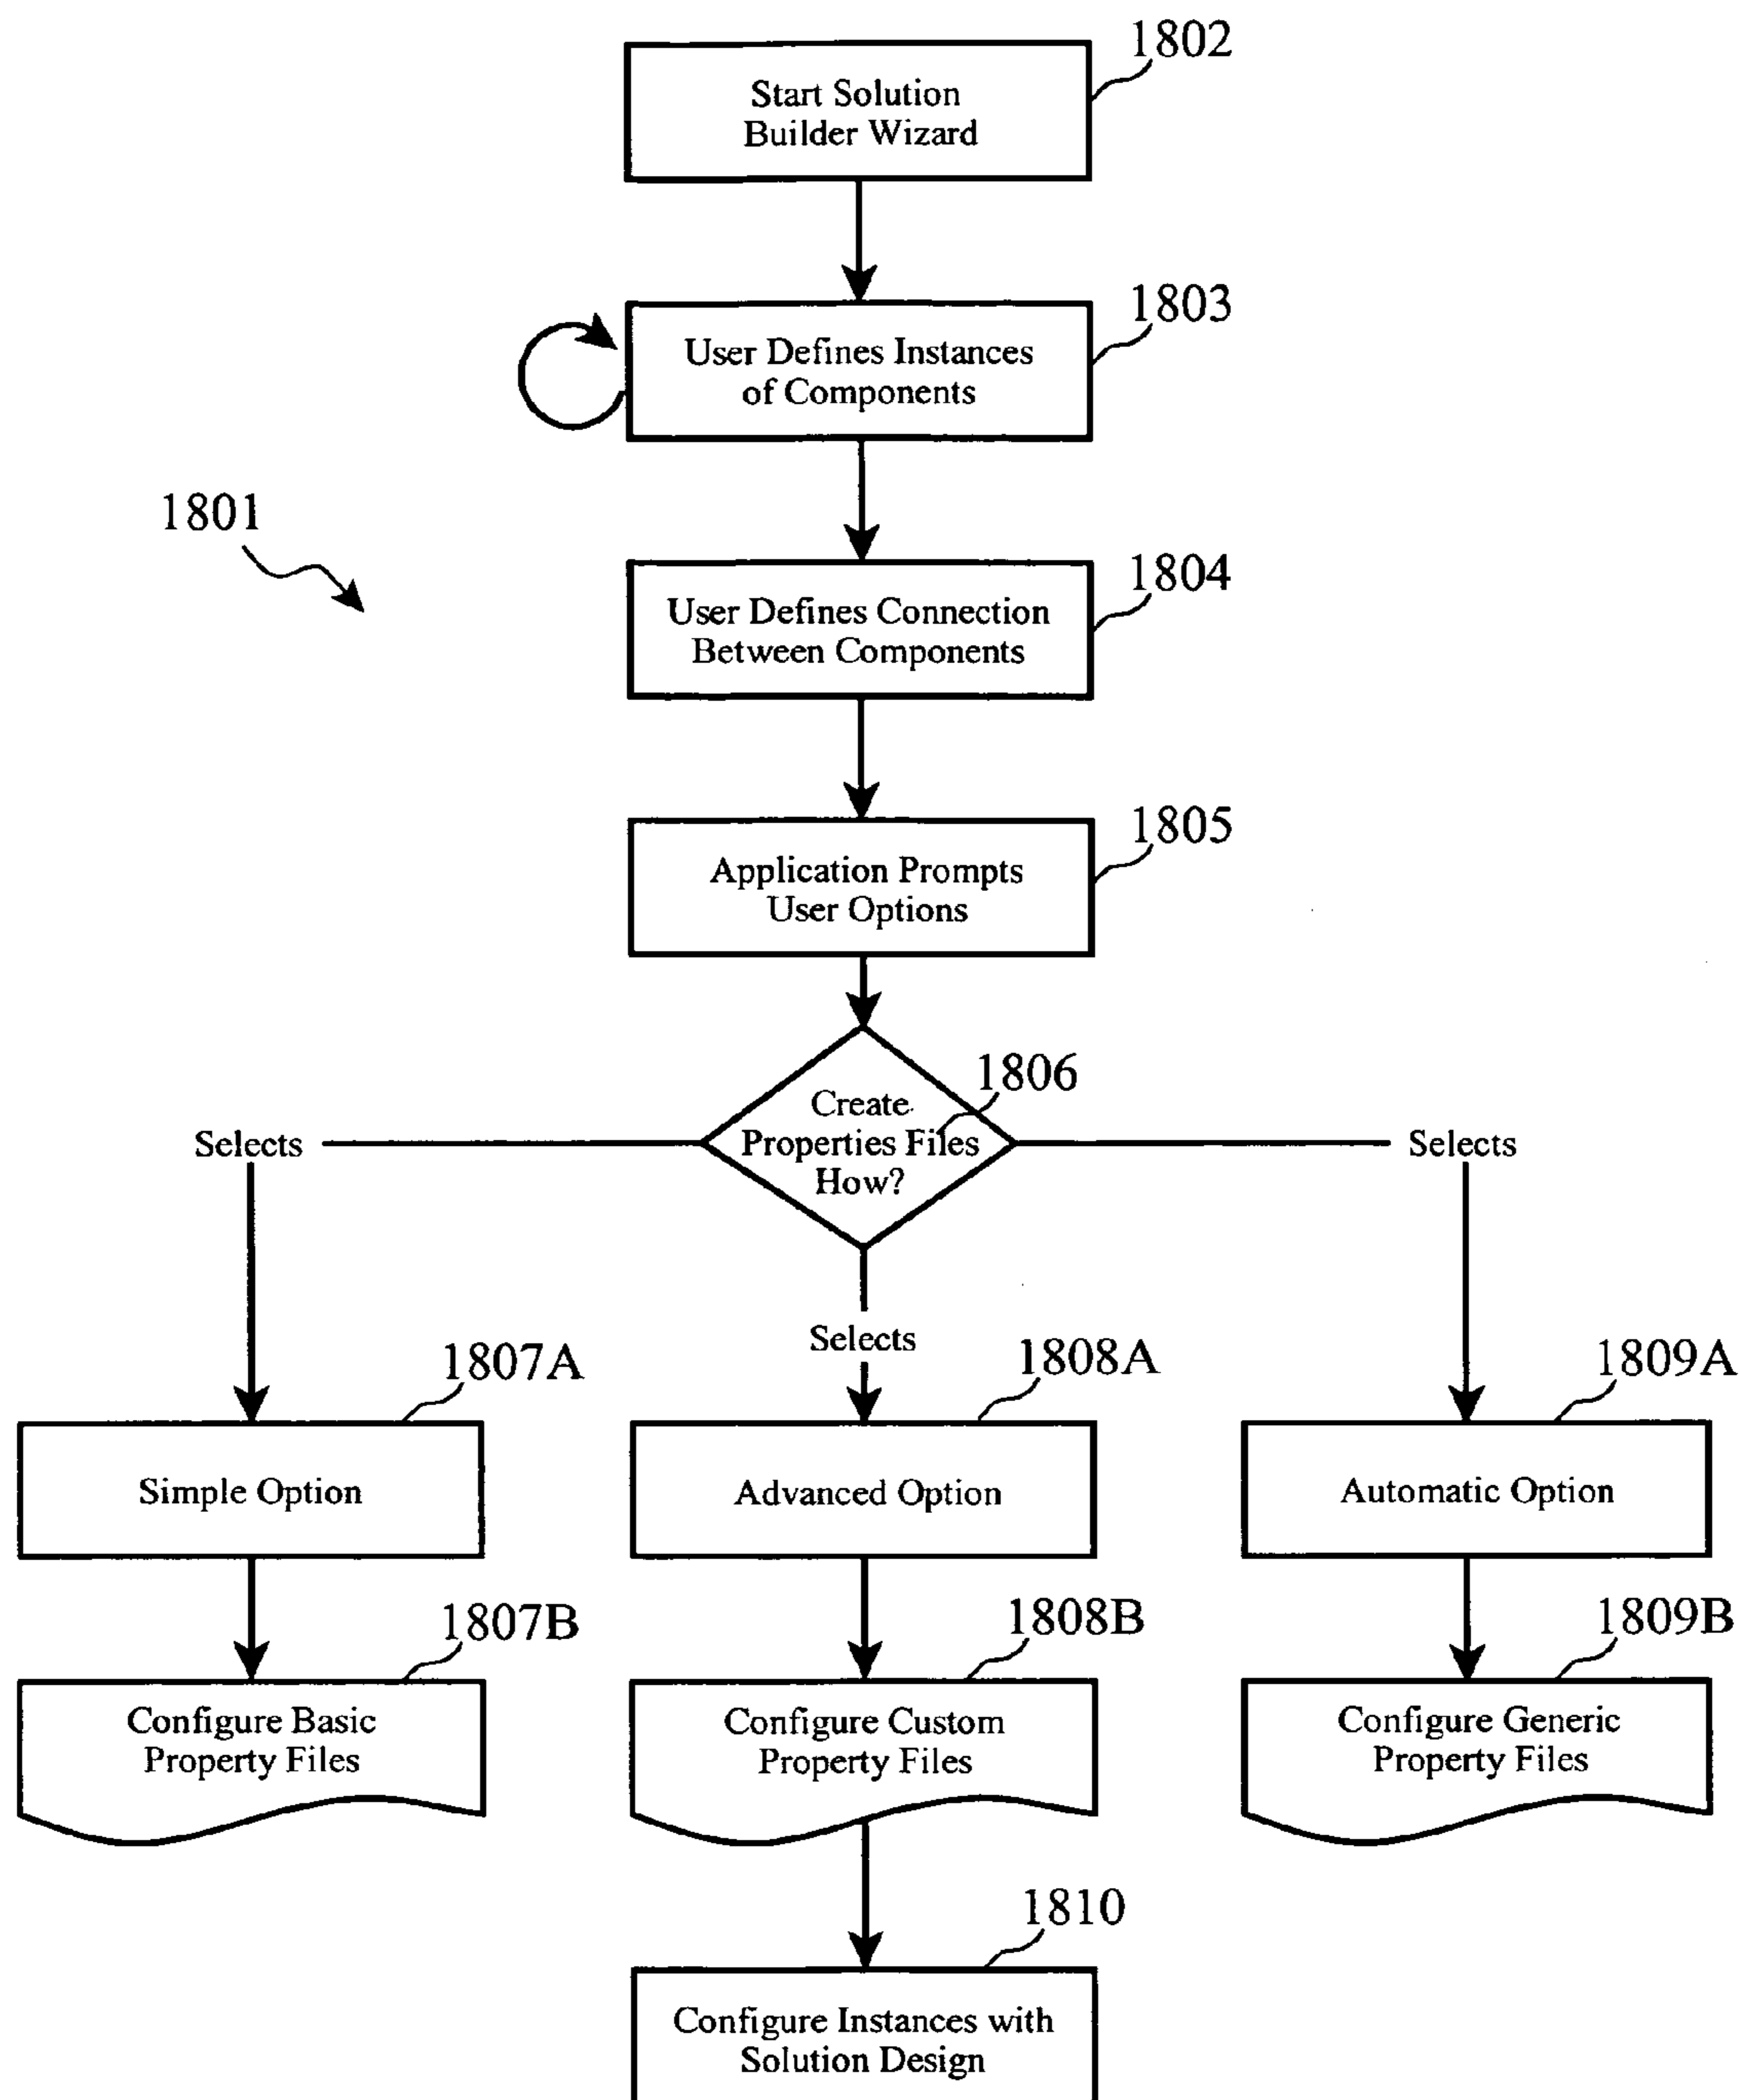 1802
Start Solution
Builder Wizard
1803
User Defines Instances
of Components
1801
1804
User Defines Connection
Between Components
1805
Application Prompts
User Options
1806
Create
Properties Files
How?
Selects
Selects
Selects
1807A
1808A
1809A
Simple Option
Advanced Option
Automatic Option
1807B
1808B
1809B
Configure Basic
Property Files
Configure Custom
Property Files
Configure Generic
Property Files
1810
Configure Instances with
Solution Design